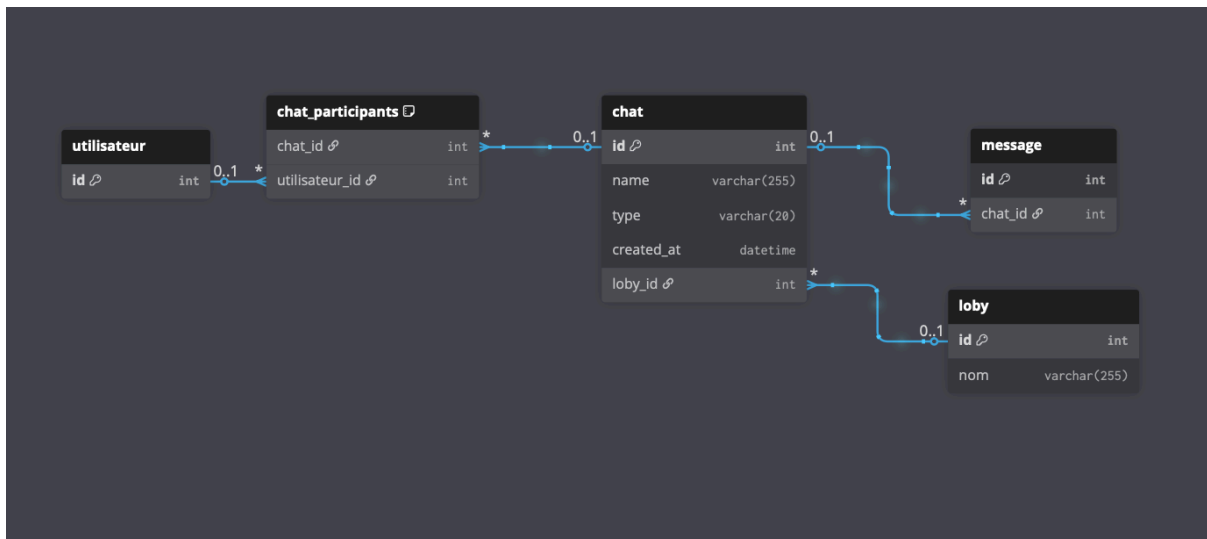 utilisateur
id int
0..1 *
chat_participants
chat_id int
utilisateur_id int
* 0..1
chat
id int
name varchar(255)
type varchar(20)
created_at datetime
loby_id int
0..1 *
message
id int
chat_id int
* 0..1
loby
id int
nom varchar(255)